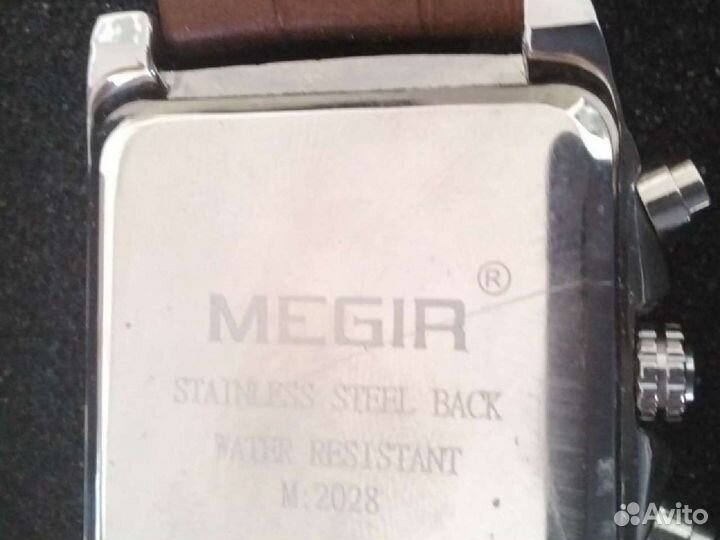 MEGIR ®
STAINLESS STEEL BACK
WATER RESISTANT
M:2028
Avito